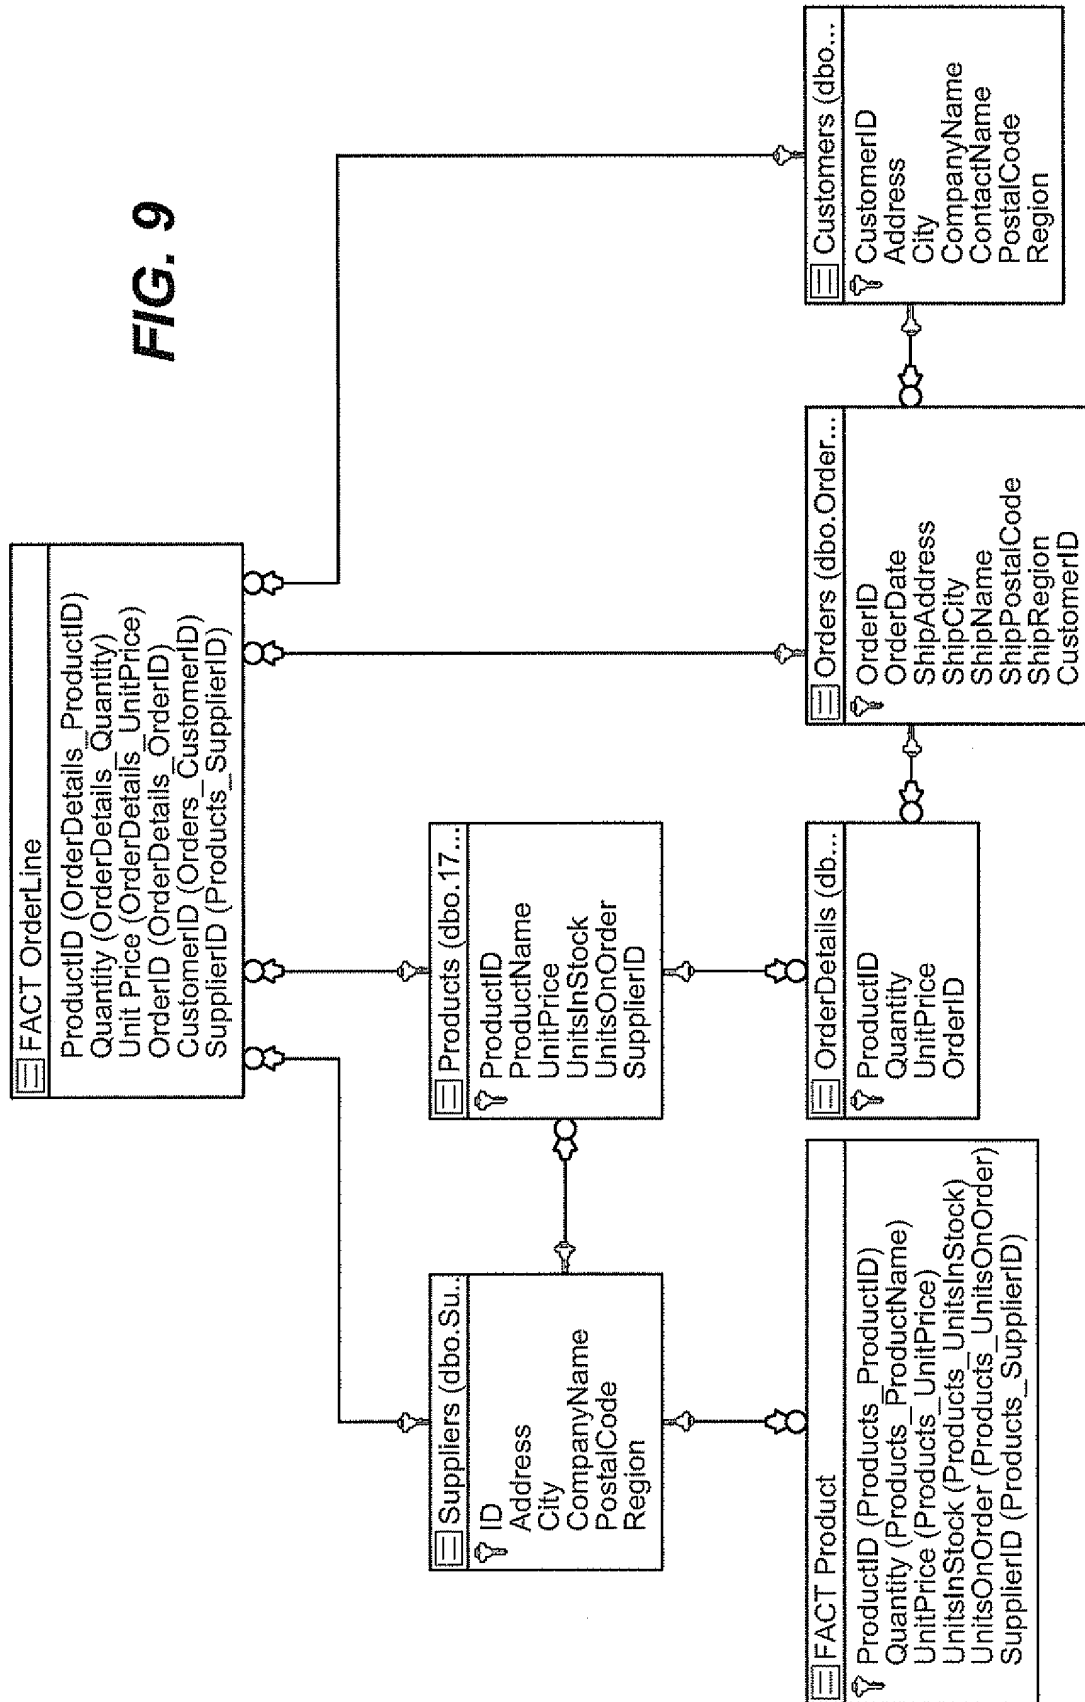 FIG. 9
FACT OrderLine
ProductID (OrderDetails_ProductID)
Quantity (OrderDetails_Quantity)
Unit Price (OrderDetails_UnitPrice)
OrderID (OrderDetails_OrderID)
CustomerID (Orders_CustomerID)
SupplierID (Products_SupplierID)
Suppliers (dbo.Su...
ID
Address
City
CompanyName
PostalCode
Region
Products (dbo.17...
ProductID
ProductName
UnitPrice
UnitsInStock
UnitsOnOrder
SupplierID
FACT Product
ProductID (Products_ProductID)
Quantity (Products_ProductName)
UnitPrice (Products_UnitPrice)
UnitsInStock (Products_UnitsInStock)
UnitsOnOrder (Products_UnitsOnOrder)
SupplierID (Products_SupplierID)
OrderDetails (db...
ProductID
Quantity
UnitPrice
OrderID
Orders (dbo.Order...
OrderID
OrderDate
ShipAddress
ShipCity
ShipName
ShipPostalCode
ShipRegion
CustomerID
Customers (dbo...
CustomerID
Address
City
CompanyName
ContactName
PostalCode
Region